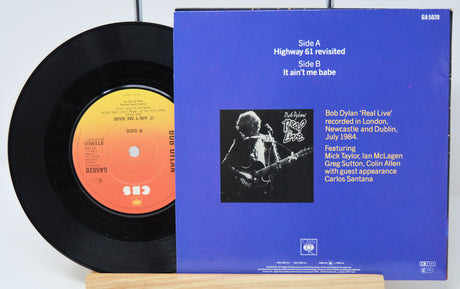 GA 5020
Side A
Highway 61 revisited
Side B
It ain't me babe
Bob Dylan 'Real Live'
recorded in London,
Newcastle and Dublin,
July 1984.
Featuring
Mick Taylor, Ian McLagen
Greg Sutton, Colin Allen
with guest appearance
Carlos Santana
Bob Dylan
Real
Live
CBS
BOB DYLAN
B SIDE
IT AIN'T ME BABE
STEREO
GA5020
CBS